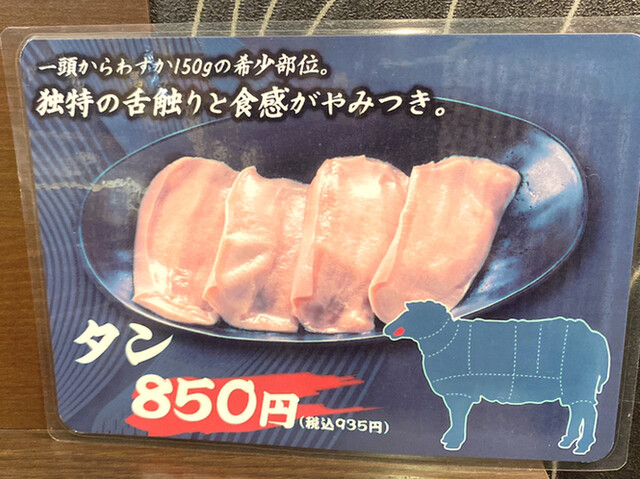 一頭からわずか150gの希少部位。
独特の舌触りと食感がやみつき。
タン
850円(税込935円)